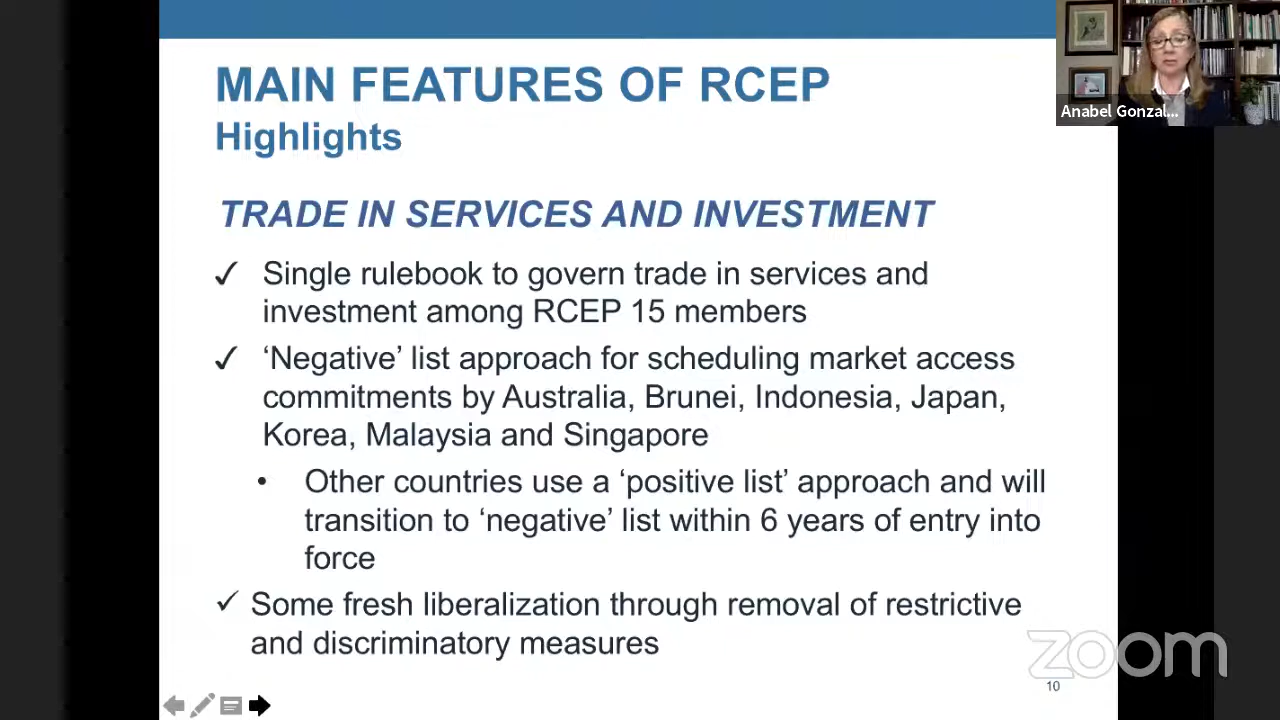 MAIN FEATURES OF RCEP
Highlights
TRADE IN SERVICES AND INVESTMENT
✓ Single rulebook to govern trade in services and
investment among RCEP 15 members
✓ ‘Negative’ list approach for scheduling market access
commitments by Australia, Brunei, Indonesia, Japan,
Korea, Malaysia and Singapore
• Other countries use a ‘positive list’ approach and will
transition to ‘negative’ list within 6 years of entry into
force
✓ Some fresh liberalization through removal of restrictive
and discriminatory measures
10
Anabel Gonzal...
zoom